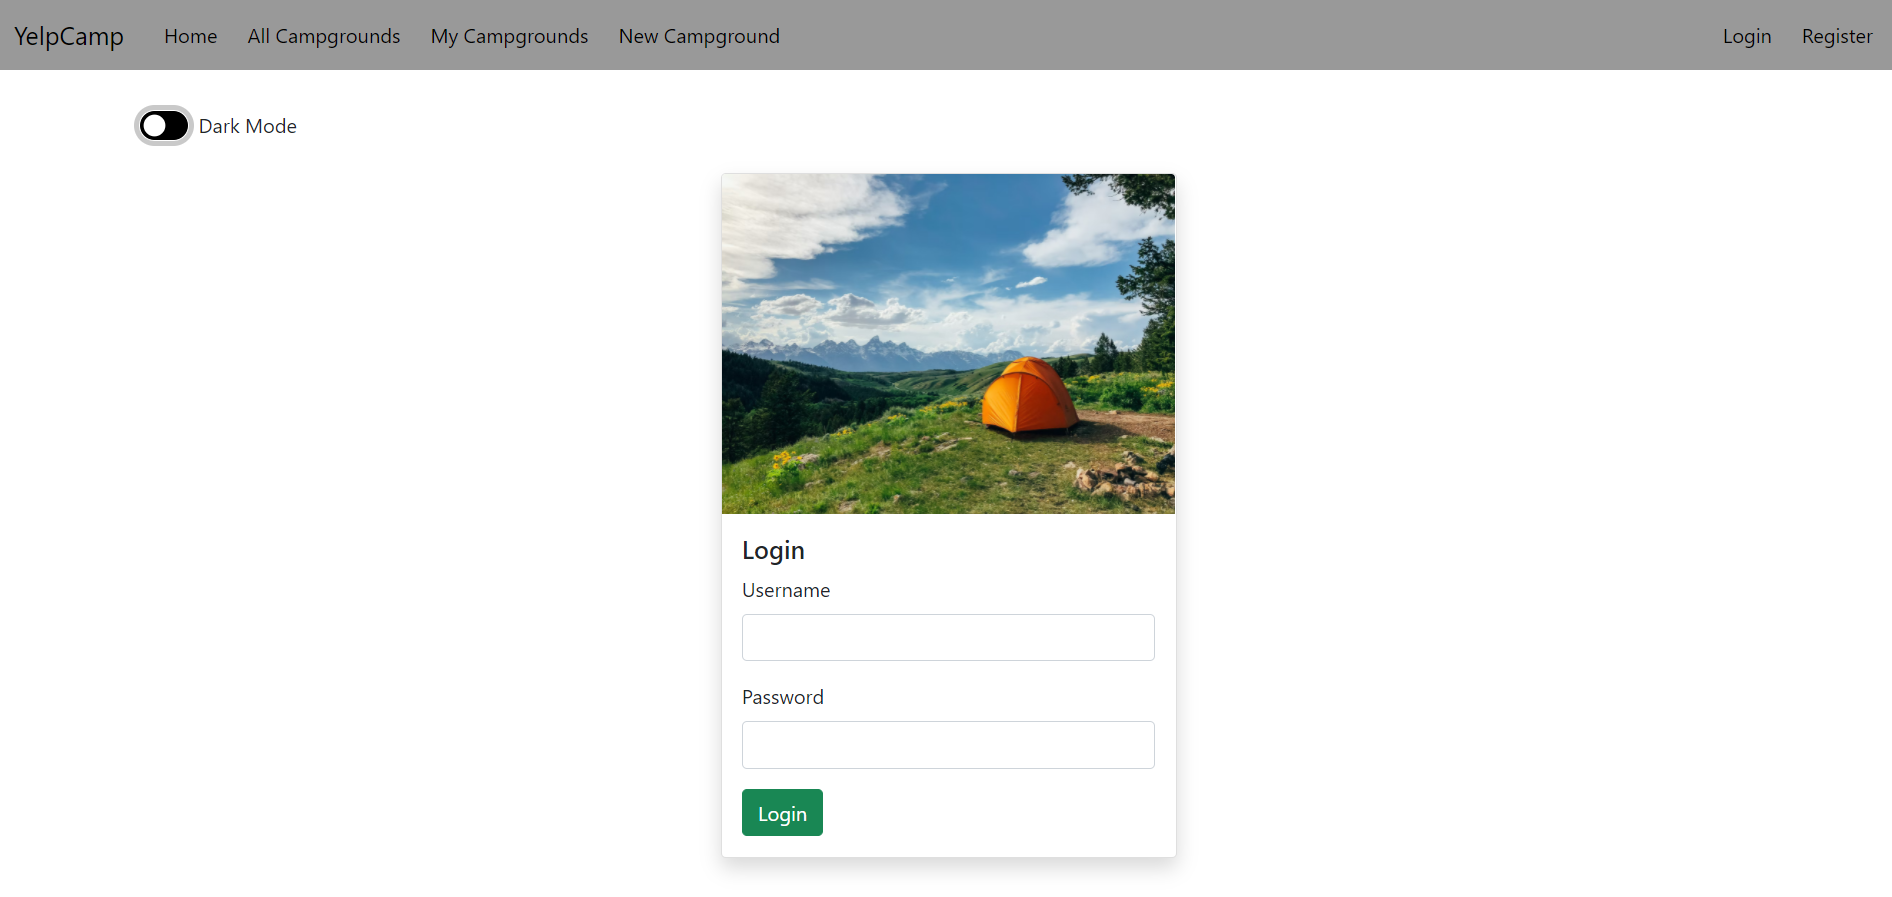 YelpCamp Home All Campgrounds My Campgrounds New Campground Login Register
Dark Mode
Login
Username
Password
Login